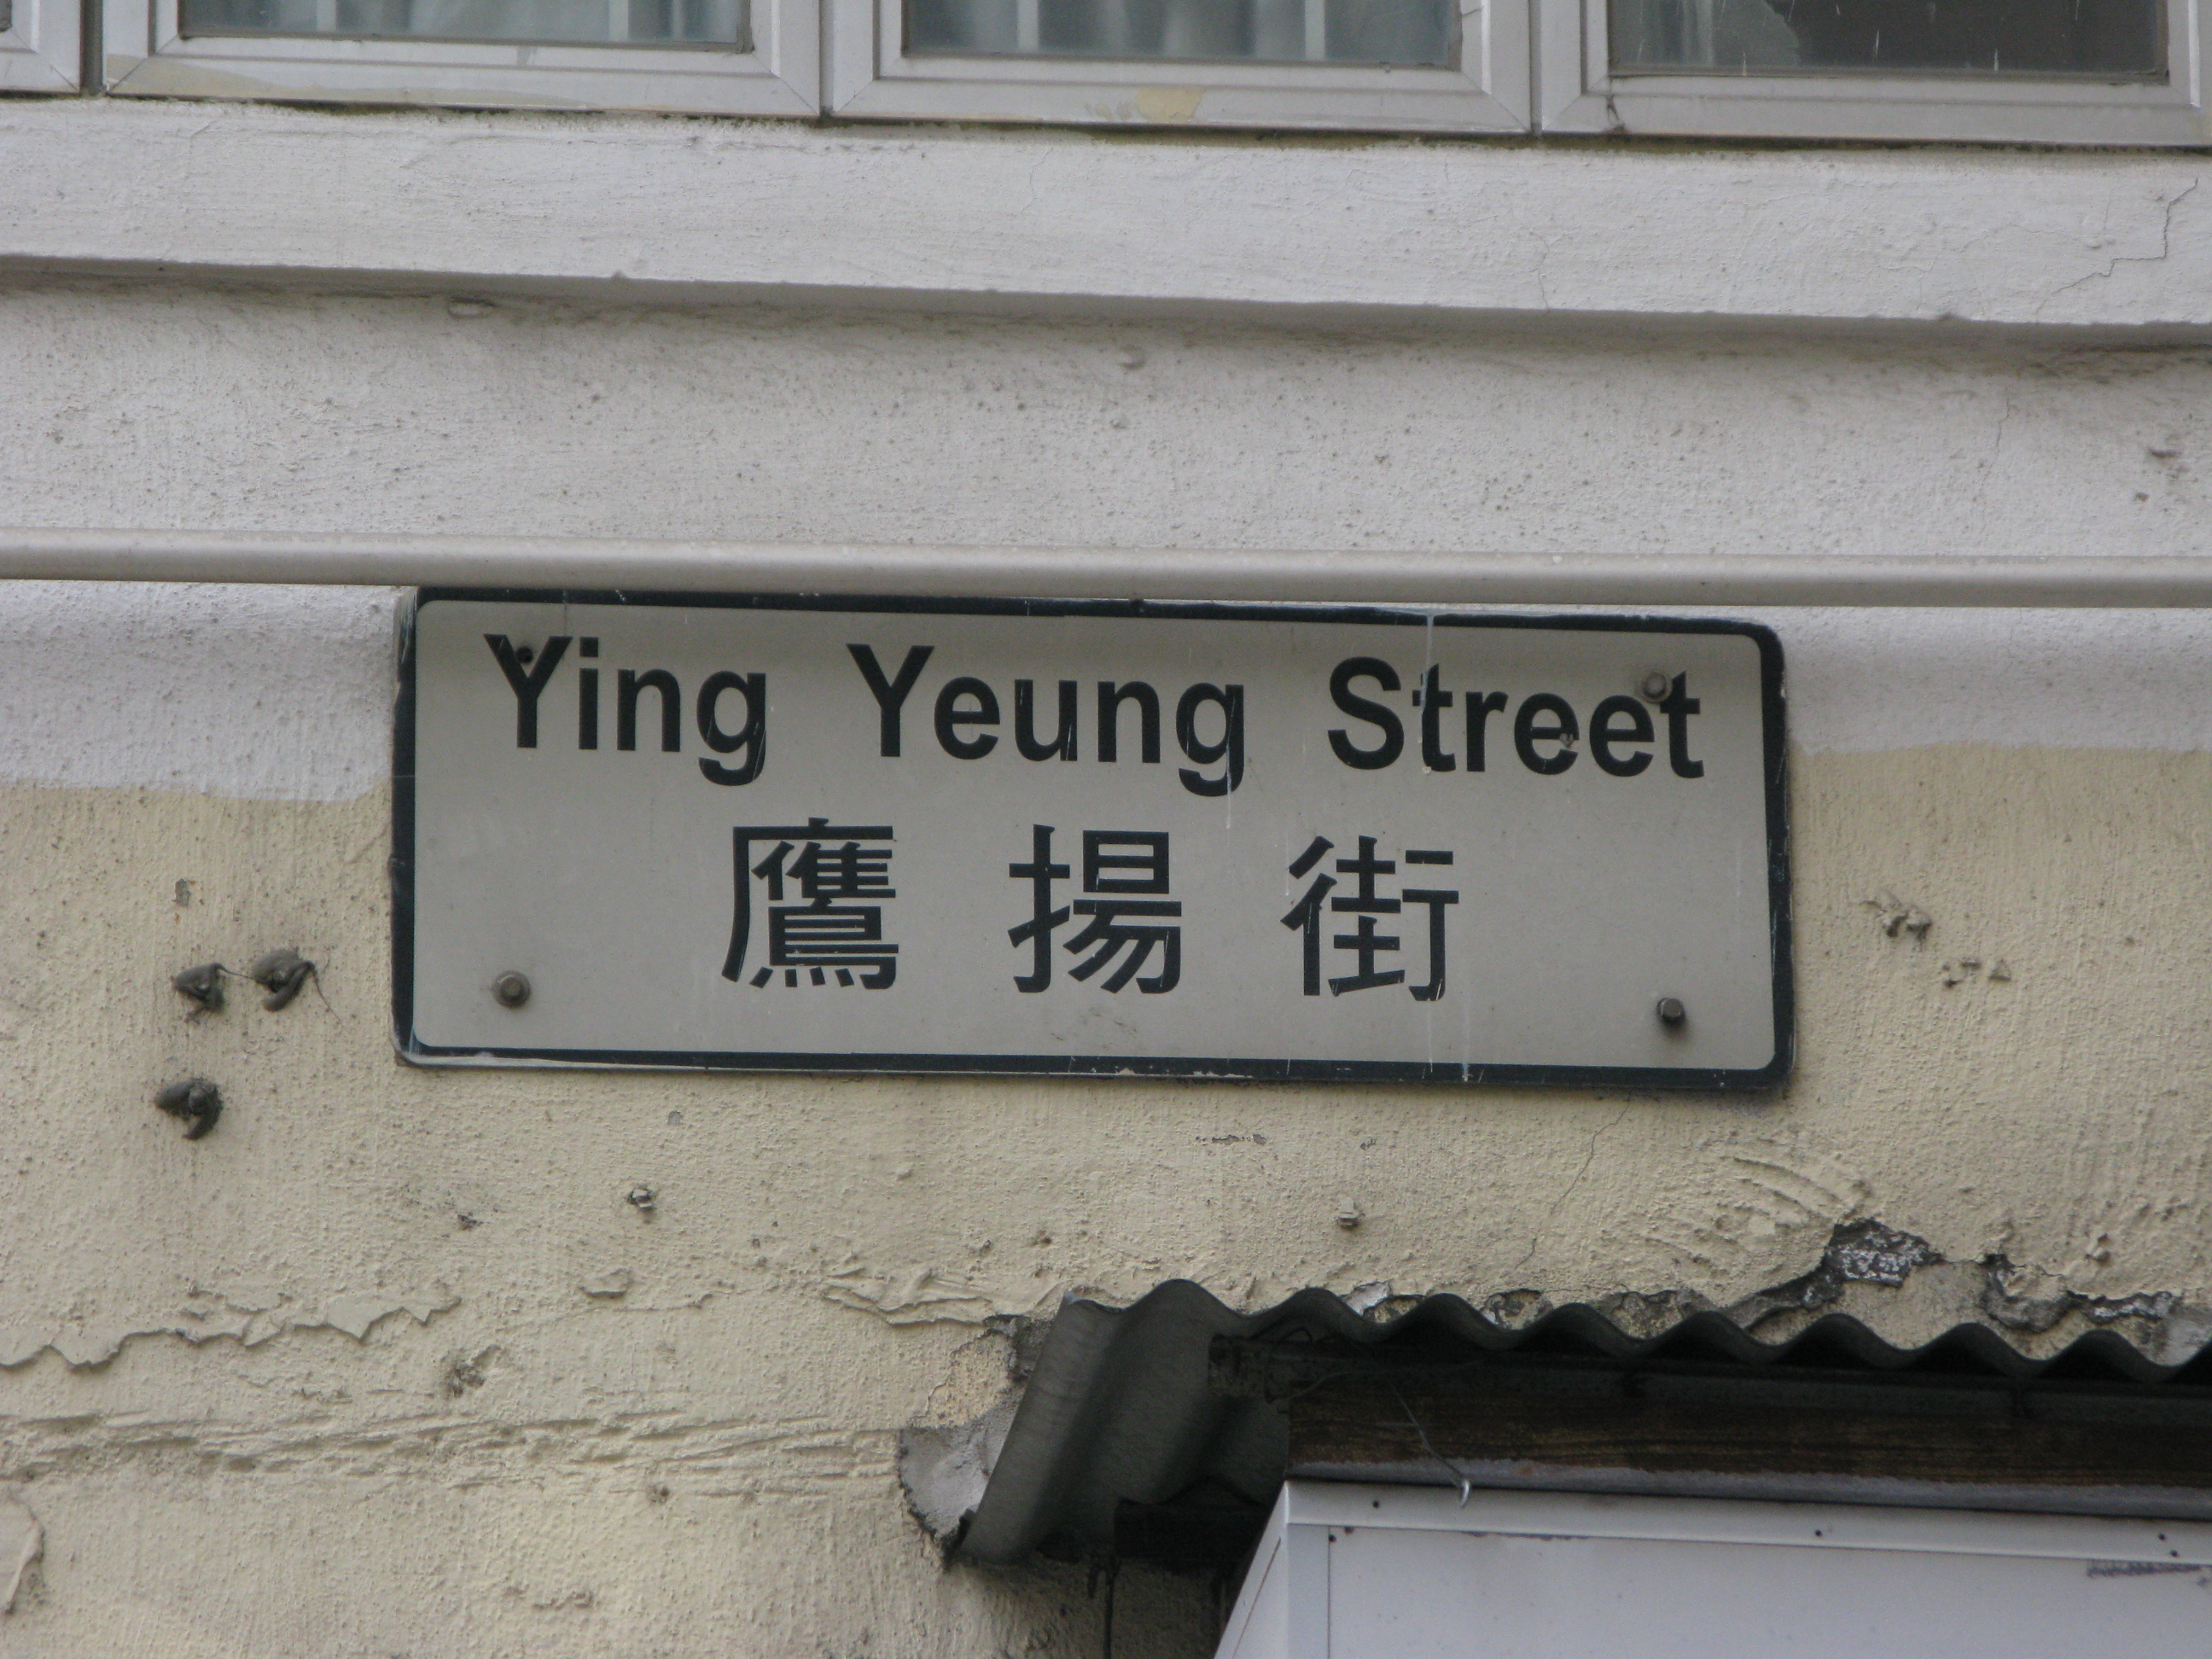 Ying Yeung Street
鷹揚街